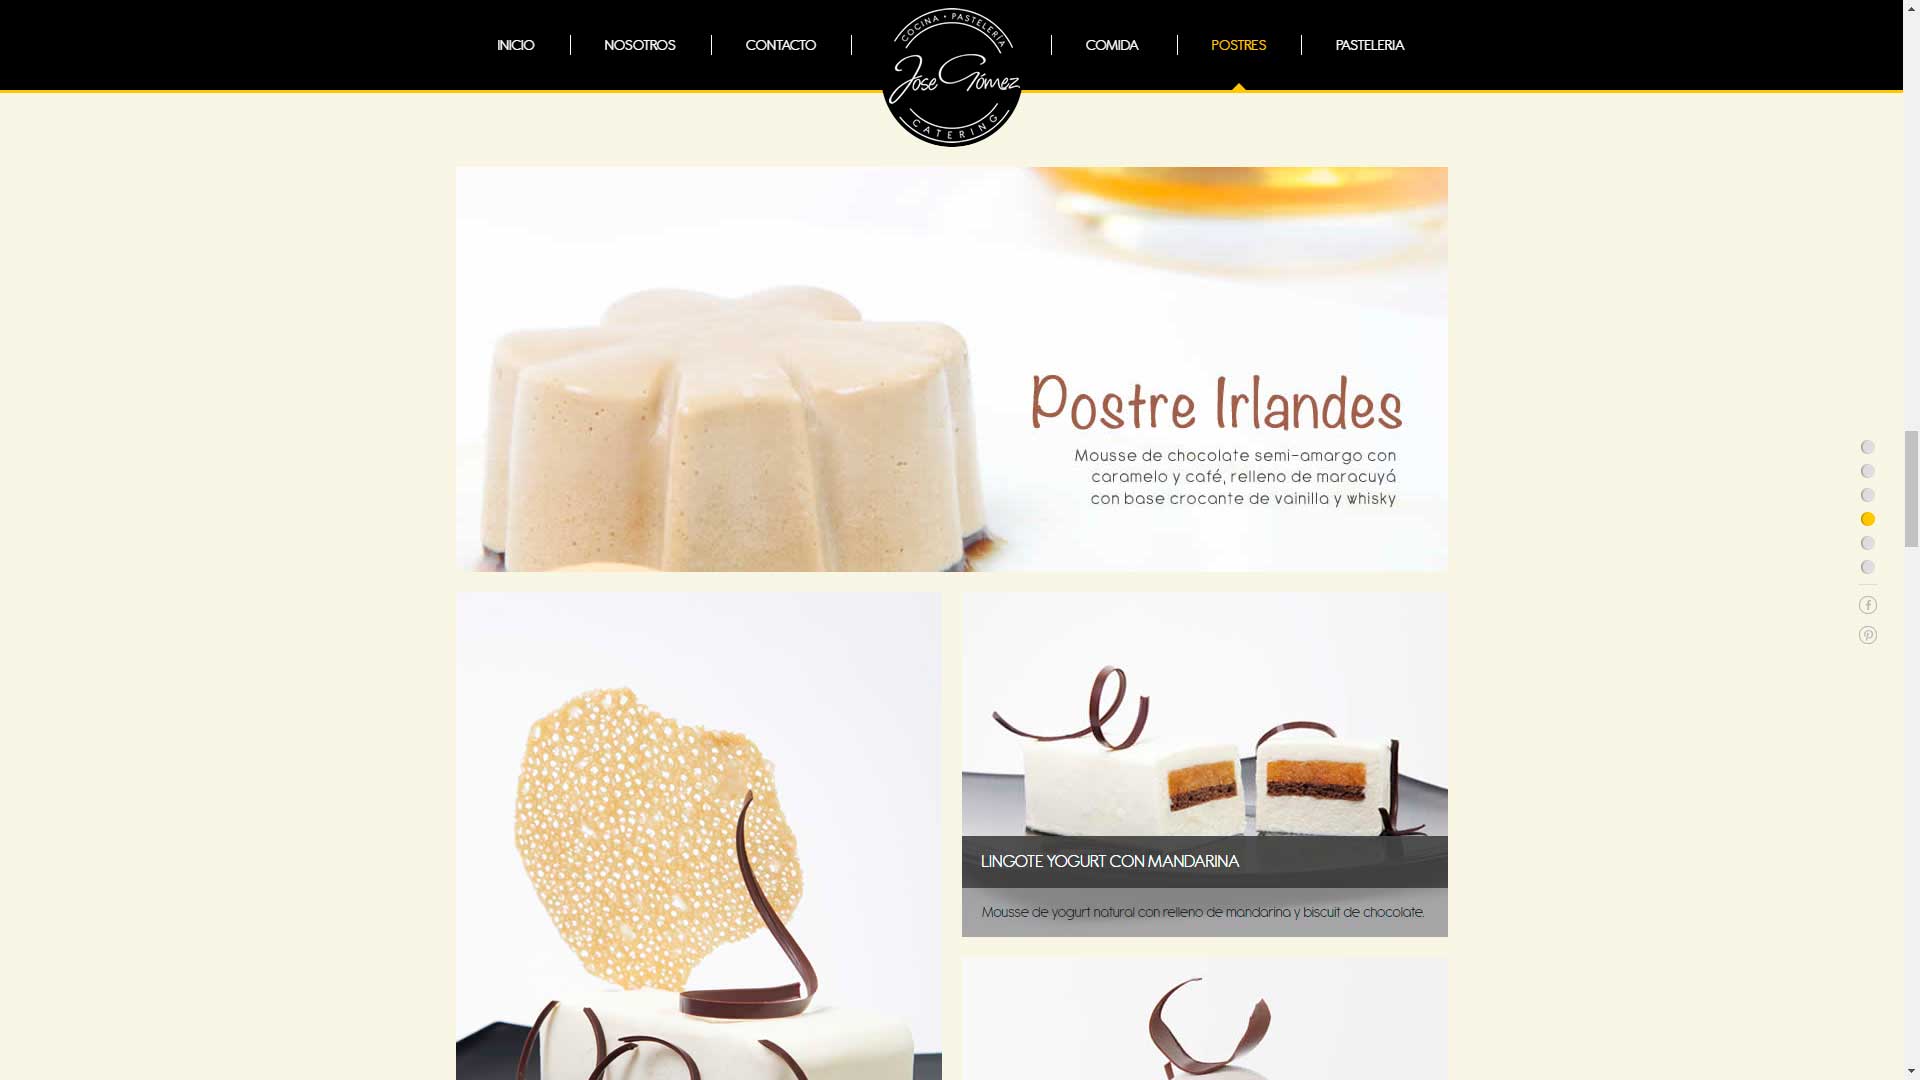 INICIO
NOSOTROS
CONTACTO
COCINA • PASTELERÍA
José Gómez
CATERING
COMIDA
POSTRES
PASTELERIA
Postre Irlandes
Mousse de chocolate semi-amargo con
caramelo y café, relleno de maracuyá
con base crocante de vainilla y whisky
LINGOTE YOGURT CON MANDARINA
Mousse de yogurt natural con relleno de mandarina y biscuit de chocolate.